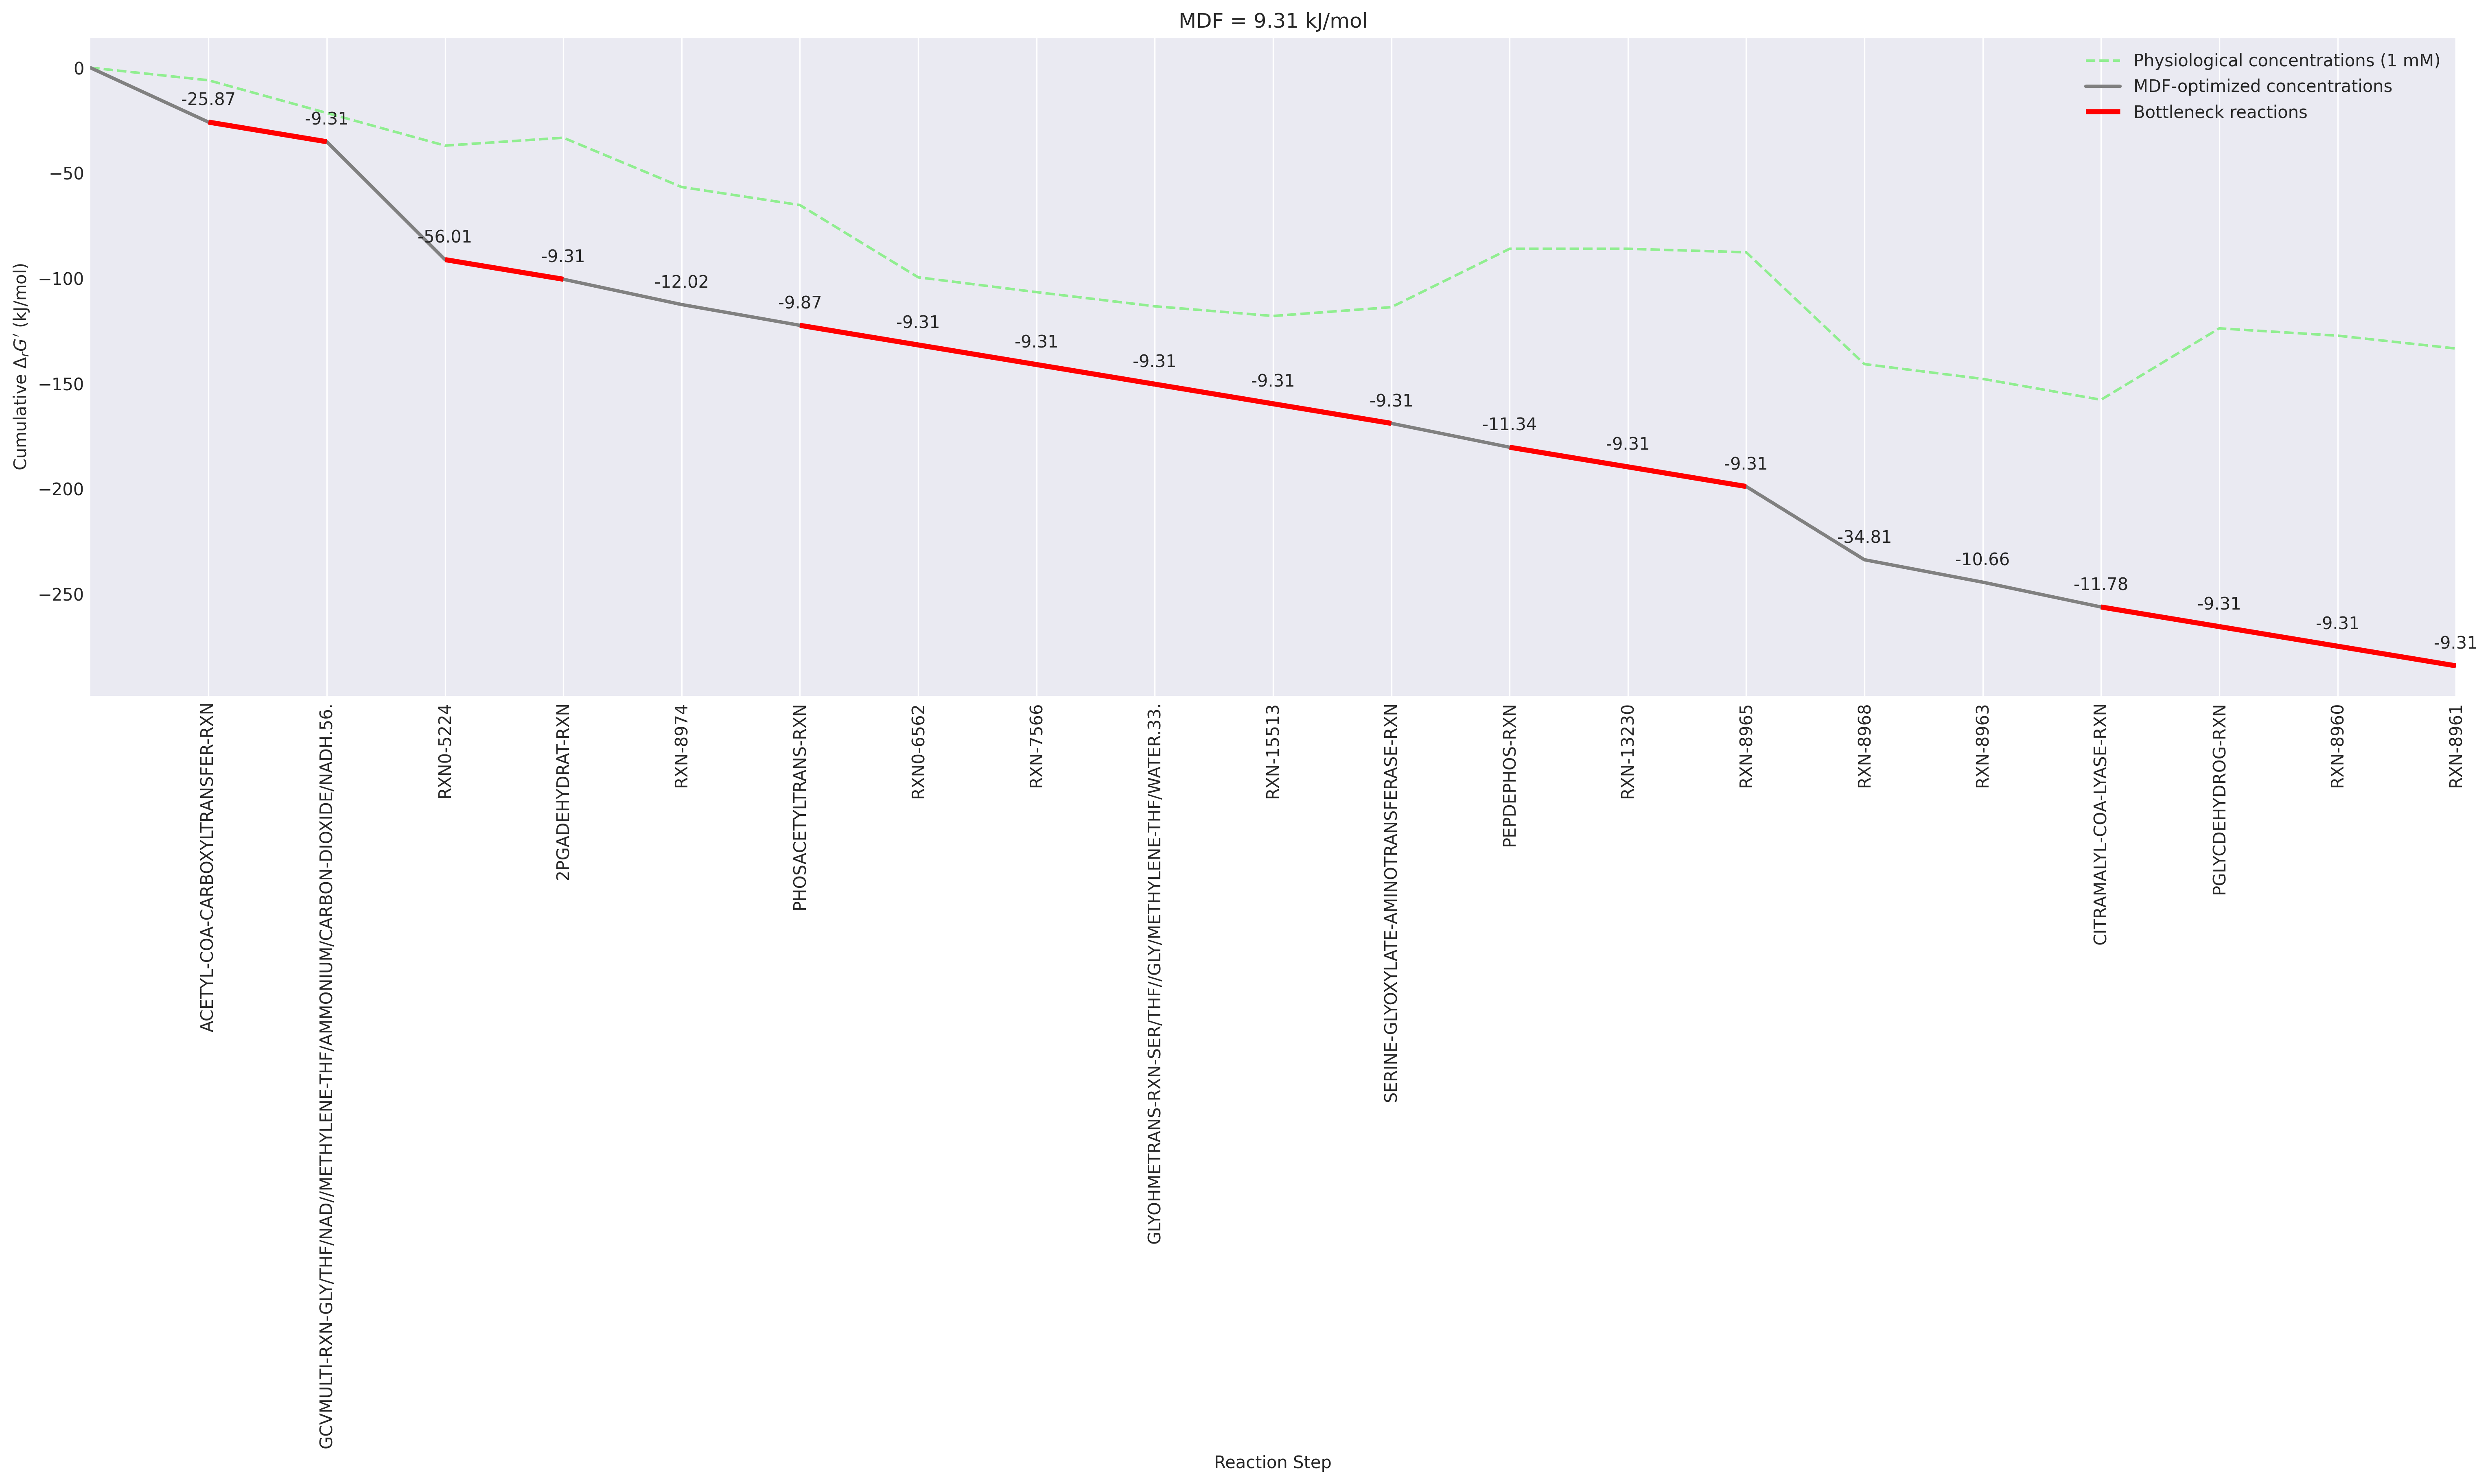 MDF = 9.31 kJ/mol
Physiological concentrations (1 mM)
MDF-optimized concentrations
Bottleneck reactions
Cumulative ΔrG′ (kJ/mol)
0
−50
−100
−150
−200
−250
-25.87
-9.31
-56.01
-9.31
-12.02
-9.87
-9.31
-9.31
-9.31
-9.31
-9.31
-11.34
-9.31
-9.31
-34.81
-10.66
-11.78
-9.31
-9.31
-9.31
ACETYL-COA-CARBOXYLTRANSFER-RXN
GCVMULTI-RXN-GLY/THF/NAD//METHYLENE-THF/AMMONIUM/CARBON-DIOXIDE/NADH.56.
RXN0-5224
2PGADEHYDRAT-RXN
RXN-8974
PHOSACETYLTRANS-RXN
RXN0-6562
RXN-7566
GLYOHMETRANS-RXN-SER/THF//GLY/METHYLENE-THF/WATER.33.
RXN-15513
SERINE-GLYOXYLATE-AMINOTRANSFERASE-RXN
PEPDEPHOS-RXN
RXN-13230
RXN-8965
RXN-8968
RXN-8963
CITRAMALYL-COA-LYASE-RXN
PGLYCDEHYDROG-RXN
RXN-8960
RXN-8961
Reaction Step